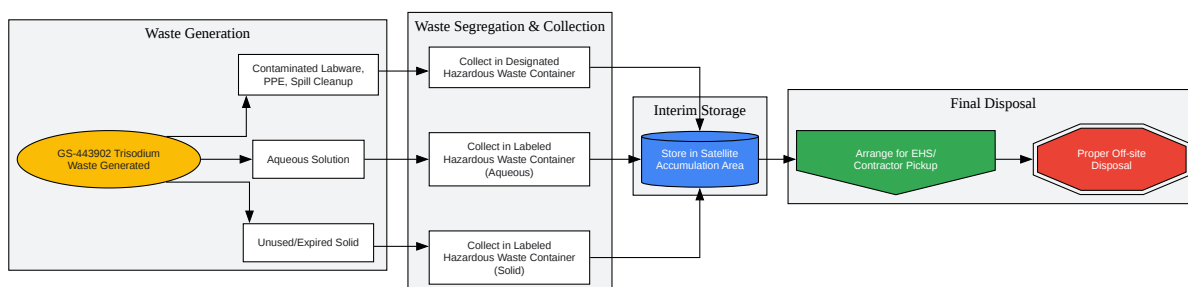 Waste Generation
Waste Segregation & Collection
Contaminated Labware,
PPE, Spill Cleanup
Collect in Designated
Hazardous Waste Container
Interim Storage
Final Disposal
GS-443902 Trisodium
Waste Generated
Aqueous Solution
Collect in Labeled
Hazardous Waste Container
(Aqueous)
Store in Satellite
Accumulation Area
Arrange for EHS/
Contractor Pickup
Proper Off-site
Disposal
Unused/Expired Solid
Collect in Labeled
Hazardous Waste Container
(Solid)